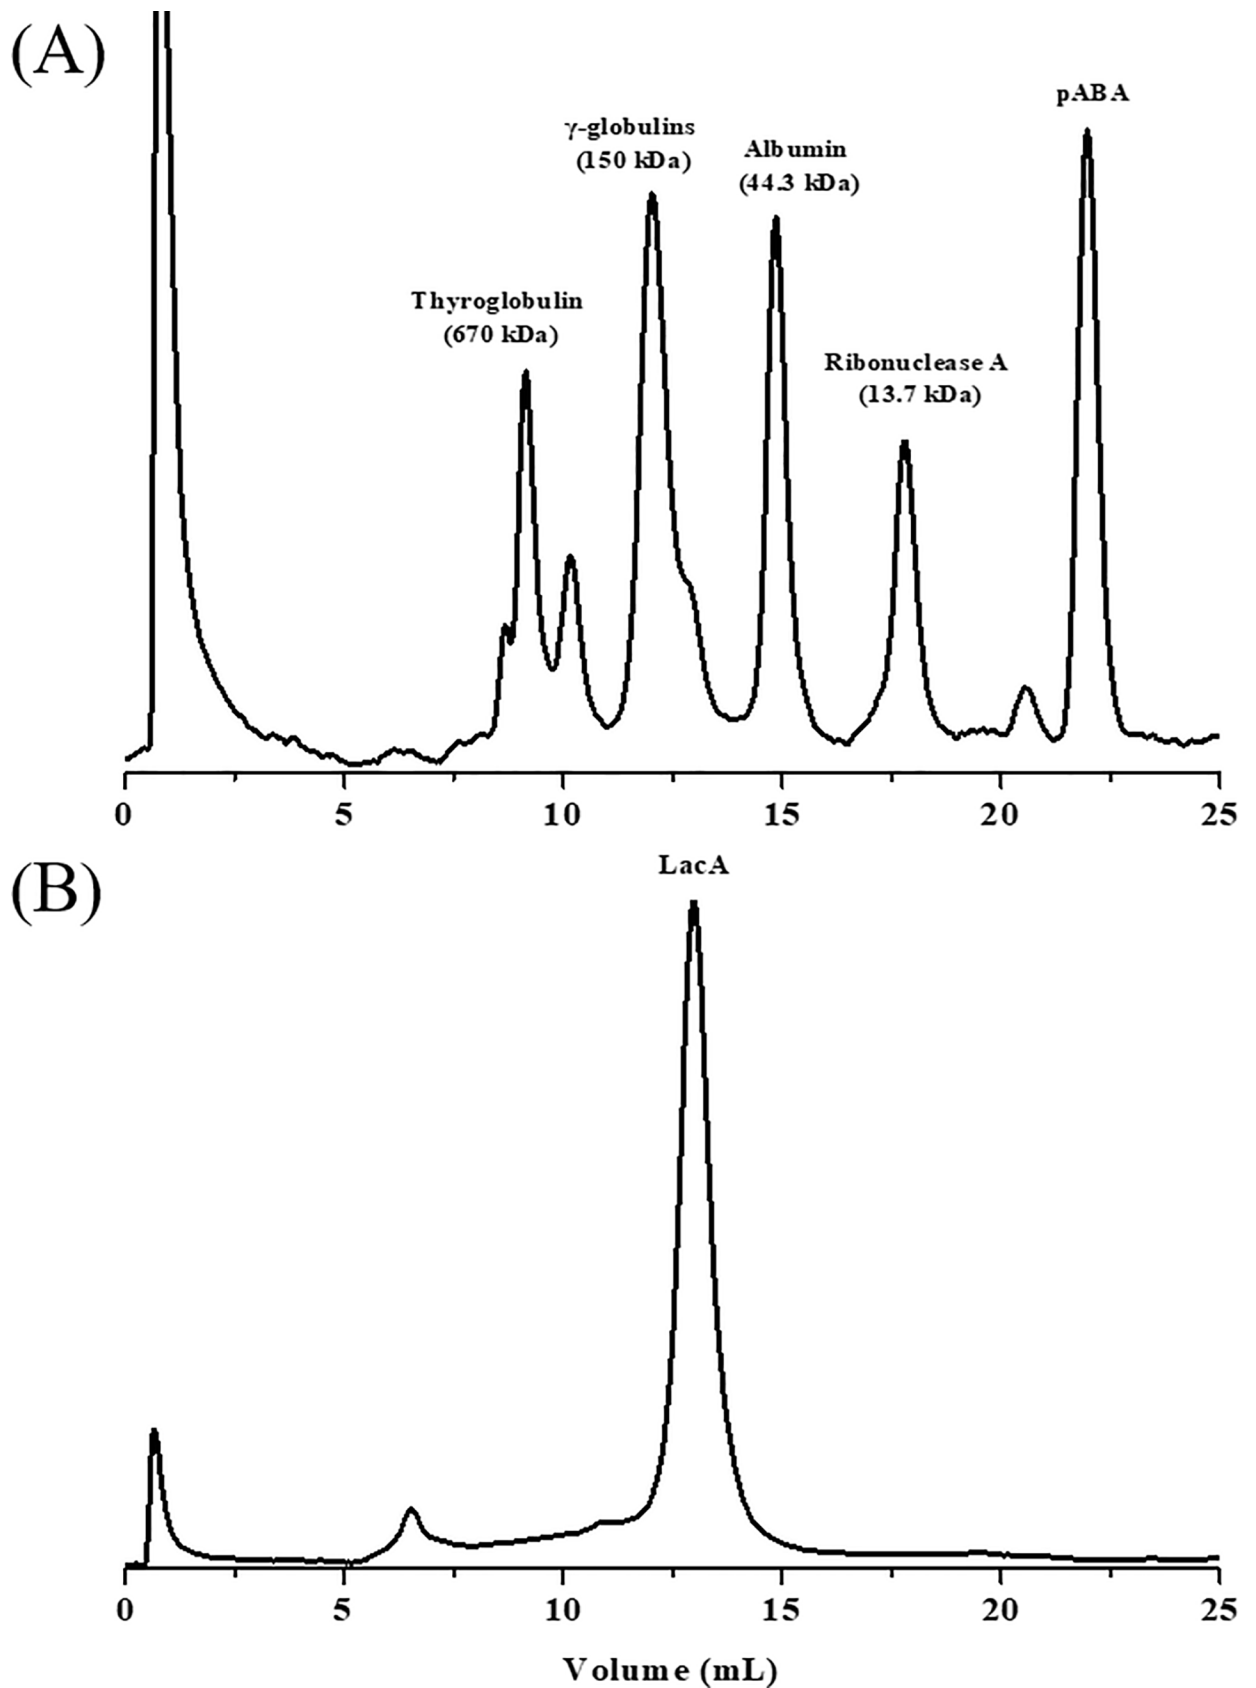 (A)
pABA
γ-globulins
(150 kDa)
Albumin
(44.3 kDa)
Thyroglobulin
(670 kDa)
Ribonuclease A
(13.7 kDa)
0 5 10 15 20 25
(B)
LacA
0 5 10 15 20 25
Volume (mL)